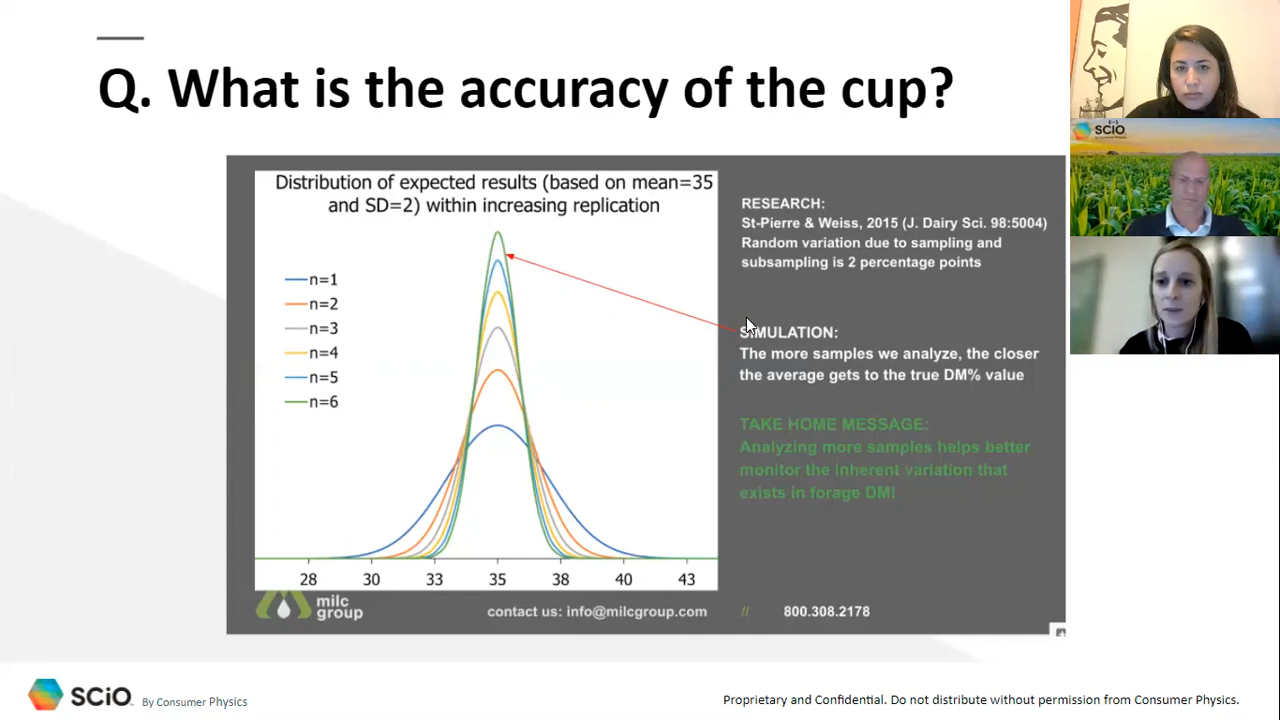 Q. What is the accuracy of the cup?
Distribution of expected results (based on mean=35
and SD=2) within increasing replication
n=1
n=2
n=3
n=4
n=5
n=6
28 30 33 35 38 40 43
RESEARCH:
St-Pierre & Weiss, 2015 (J. Dairy Sci. 98:5004)
Random variation due to sampling and
subsampling is 2 percentage points
SIMULATION:
The more samples we analyze, the closer
the average gets to the true DM% value
TAKE HOME MESSAGE:
Analyzing more samples helps better
monitor the inherent variation that
exists in forage DMI
milc
group
contact us: info@milcgroup.com // 800.308.2178
SCiO
SCiO By Consumer Physics
Proprietary and Confidential. Do not distribute without permission from Consumer Physics.